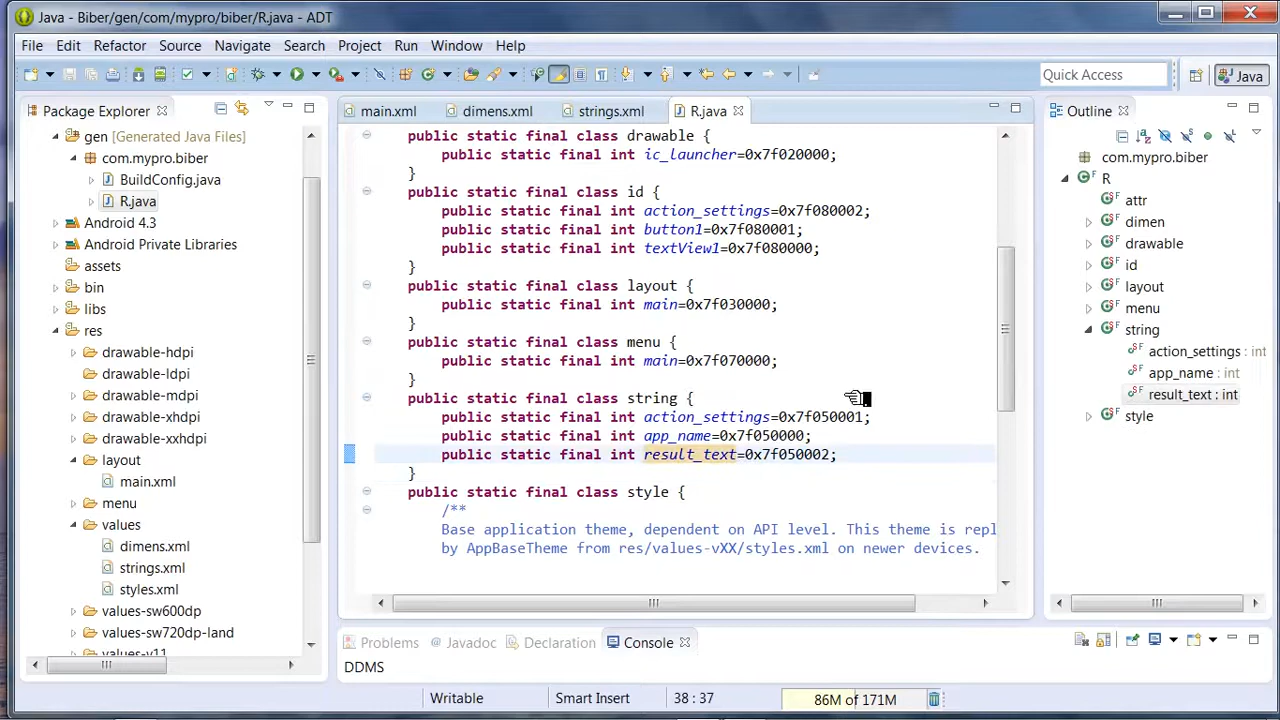 Java - Biber/gen/com/mypro/biber/R.java - ADT
File Edit Refactor Source Navigate Search Project Run Window Help
Quick Access
Java
Package Explorer
gen [Generated Java Files]
com.mypro.biber
BuildConfig.java
R.java
Android 4.3
Android Private Libraries
assets
bin
libs
res
drawable-hdpi
drawable-ldpi
drawable-mdpi
drawable-xhdpi
drawable-xxhdpi
layout
main.xml
menu
values
dimens.xml
strings.xml
styles.xml
values-sw600dp
values-sw720dp-land
values-v11
main.xml dimens.xml strings.xml R.java
public static final class drawable {
public static final int ic_launcher=0x7f020000;
}
public static final class id {
public static final int action_settings=0x7f080002;
public static final int button1=0x7f080001;
public static final int textView1=0x7f080000;
}
public static final class layout {
public static final int main=0x7f030000;
}
public static final class menu {
public static final int main=0x7f070000;
}
public static final class string {
public static final int action_settings=0x7f050001;
public static final int app_name=0x7f050000;
public static final int result_text=0x7f050002;
}
public static final class style {
/**
Base application theme, dependent on API level. This theme is repl
by AppBaseTheme from res/values-vXX/styles.xml on newer devices.
Outline
com.mypro.biber
R
attr
dimen
drawable
id
layout
menu
string
action_settings : int
app_name : int
result_text : int
style
Problems @ Javadoc Declaration Console
DDMS
Writable Smart Insert 38 : 37 86M of 171M